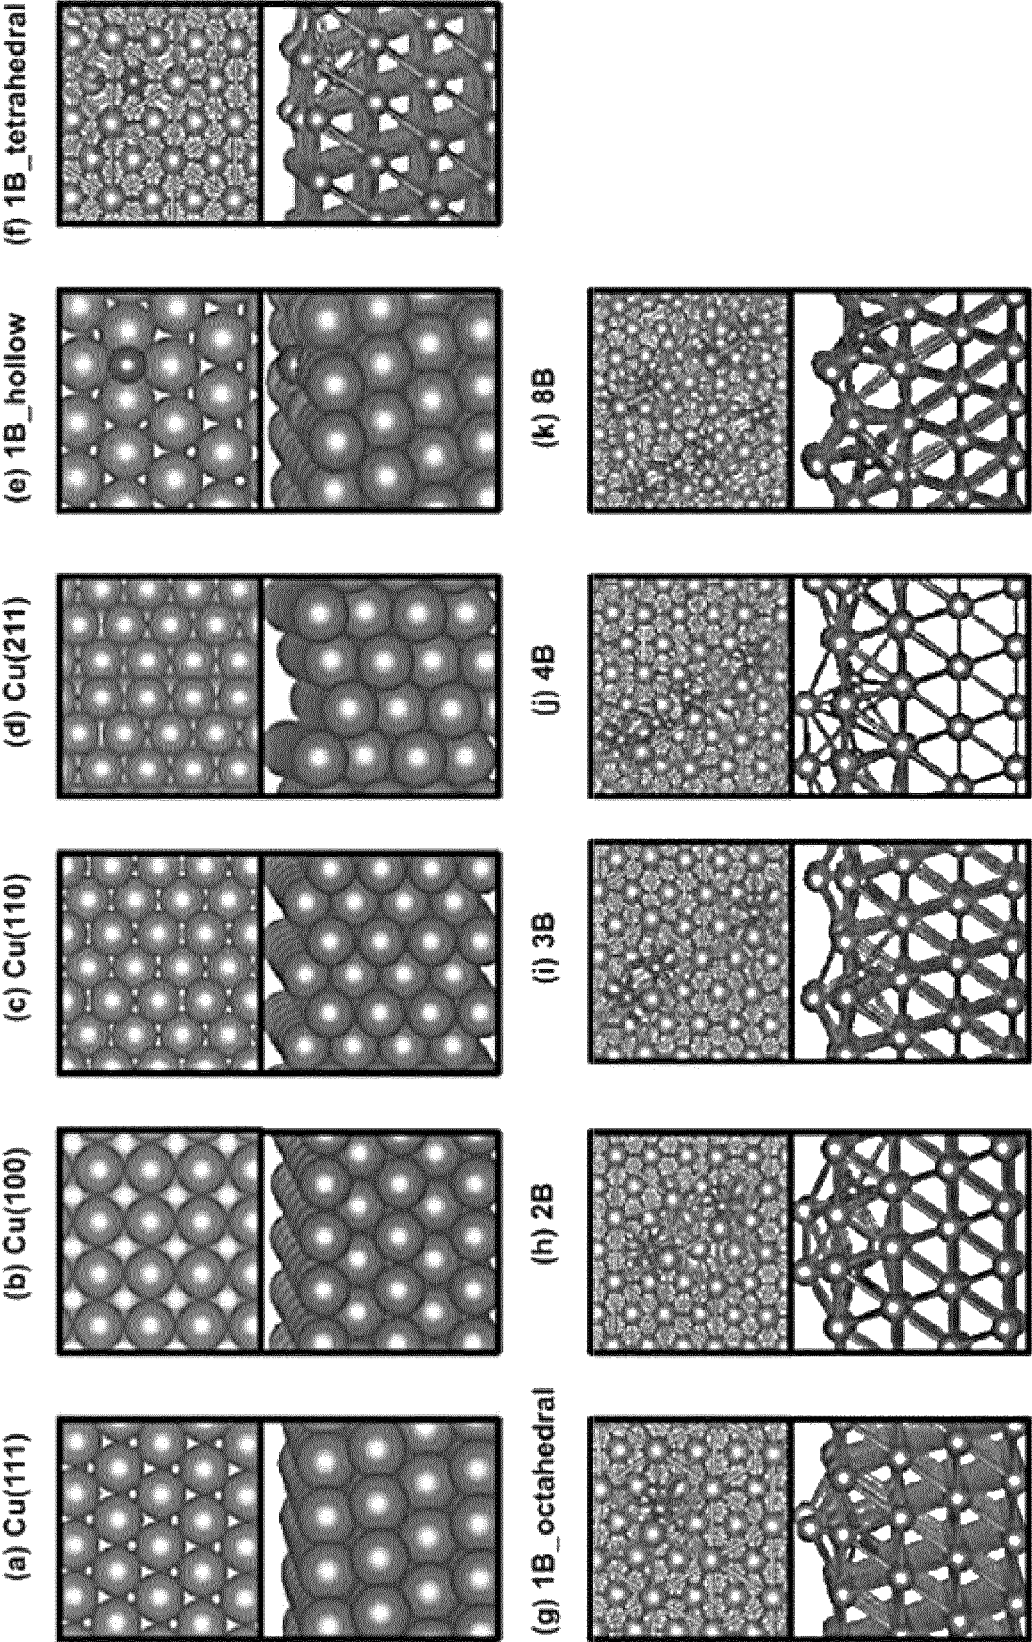 (a) Cu(111)
(b) Cu(100)
(c) Cu(110)
(d) Cu(211)
(e) 1B_hollow
(f) 1B_tetrahedral
(g) 1B_octahedral
(h) 2B
(i) 3B
(j) 4B
(k) 8B